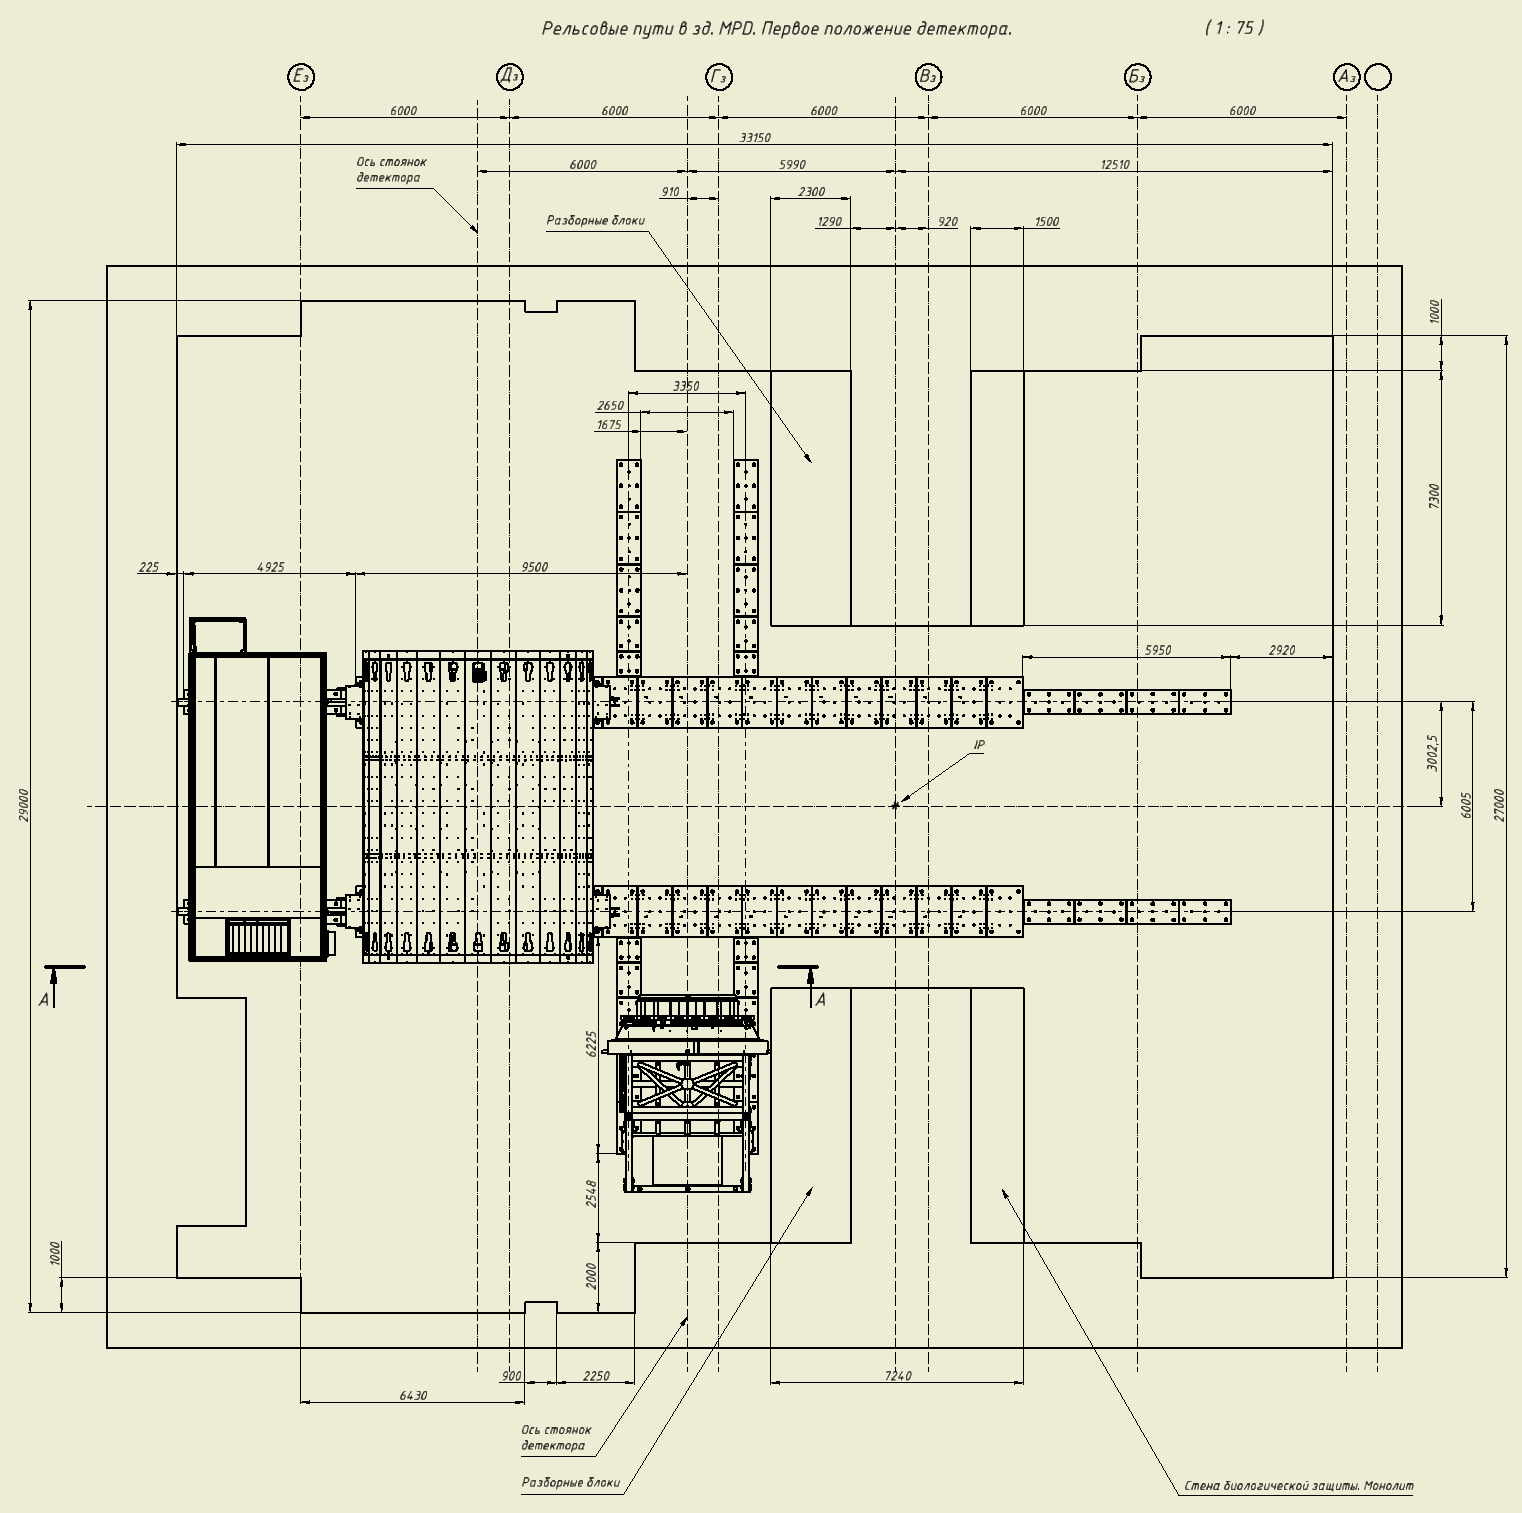 Рельсовые пути в зд. MPD. Первое положение детектора. ( 1 : 75 )
Ез Дз Гз Вз Бз Аз
6000 6000 6000 6000 6000
33150
Ось стоянок
детектора
6000 5990 12510
910 2300
Разборные блоки
1290 920 1500
1000
3350
2650
1675
7300
225 4925 9500
5950 2920
IP
3002,5
29000
6005
27000
А А
6225
2548
1000
2000
900 2250 7240
6430
Ось стоянок
детектора
Разборные блоки
Стена биологической защиты. Монолит